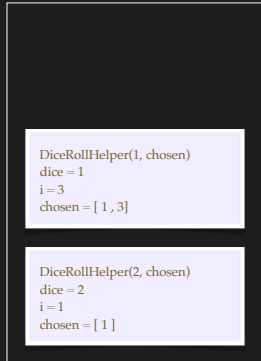 DiceRollHelper(1, chosen)
dice = 1
i = 3
chosen = [ 1 , 3]
DiceRollHelper(2, chosen)
dice = 2
i = 1
chosen = [ 1 ]